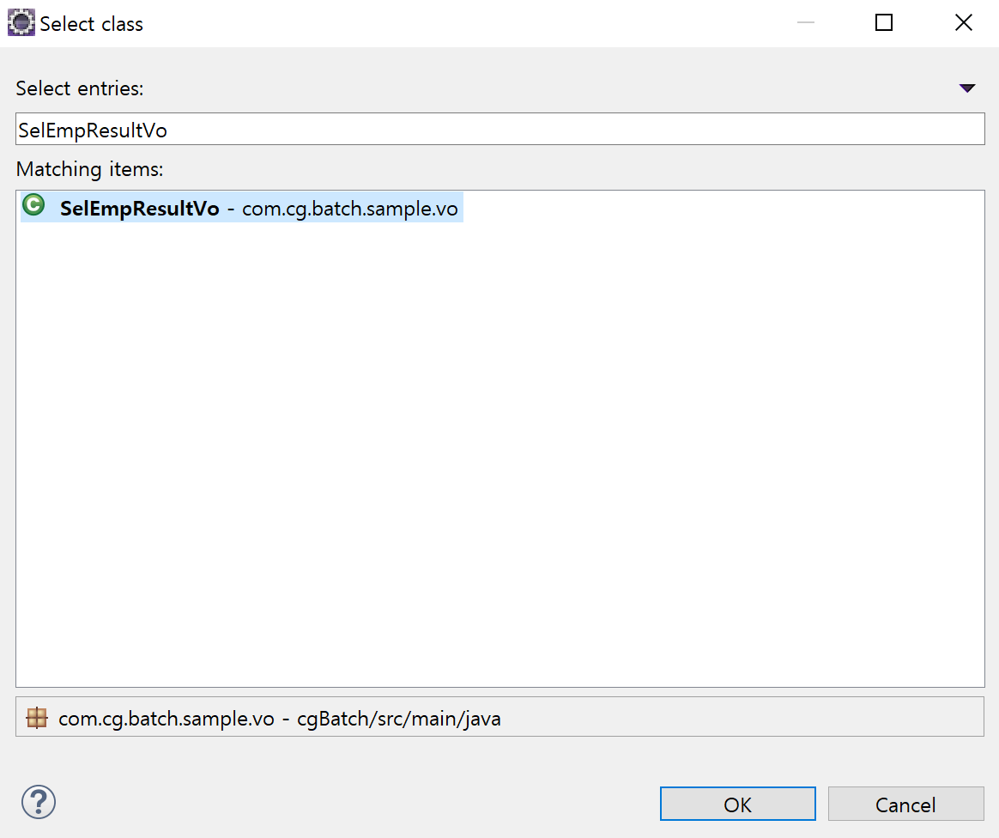 Select class
Select entries:
SelEmpResultVo
Matching items:
SelEmpResultVo - com.cg.batch.sample.vo
com.cg.batch.sample.vo - cgBatch/src/main/java
OK Cancel